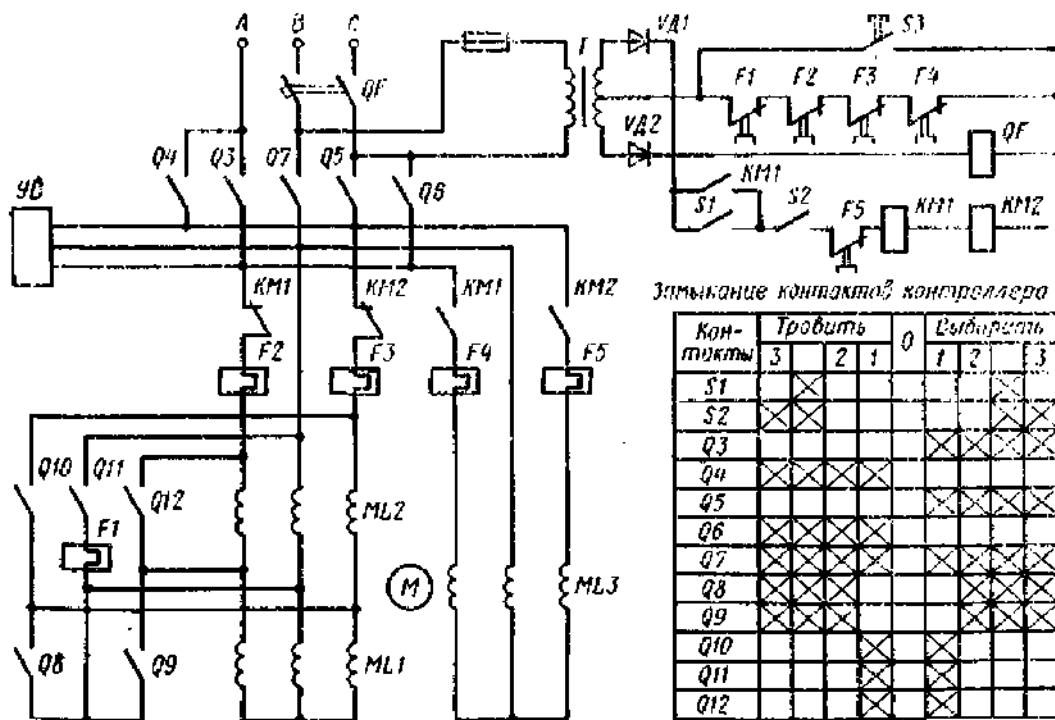 A B C
QF
T
VД1
VД2
S3
F1 F2 F3 F4
QF
Q4 Q3 Q7 Q5 Q6
KM1
S1 S2 F5 KM1 KM2
УВ
KM1 KM2 KM1 KM2
F2 F3 F4 F5
Q10 Q11 Q12
F1
ML2
M
ML3
Q8 Q9
ML1
Замыкание контактов контроллера
Кон-
такты
Травить 0 Выбирать
3 2 1 1 2 3
S1
S2
Q3
Q4
Q5
Q6
Q7
Q8
Q9
Q10
Q11
Q12